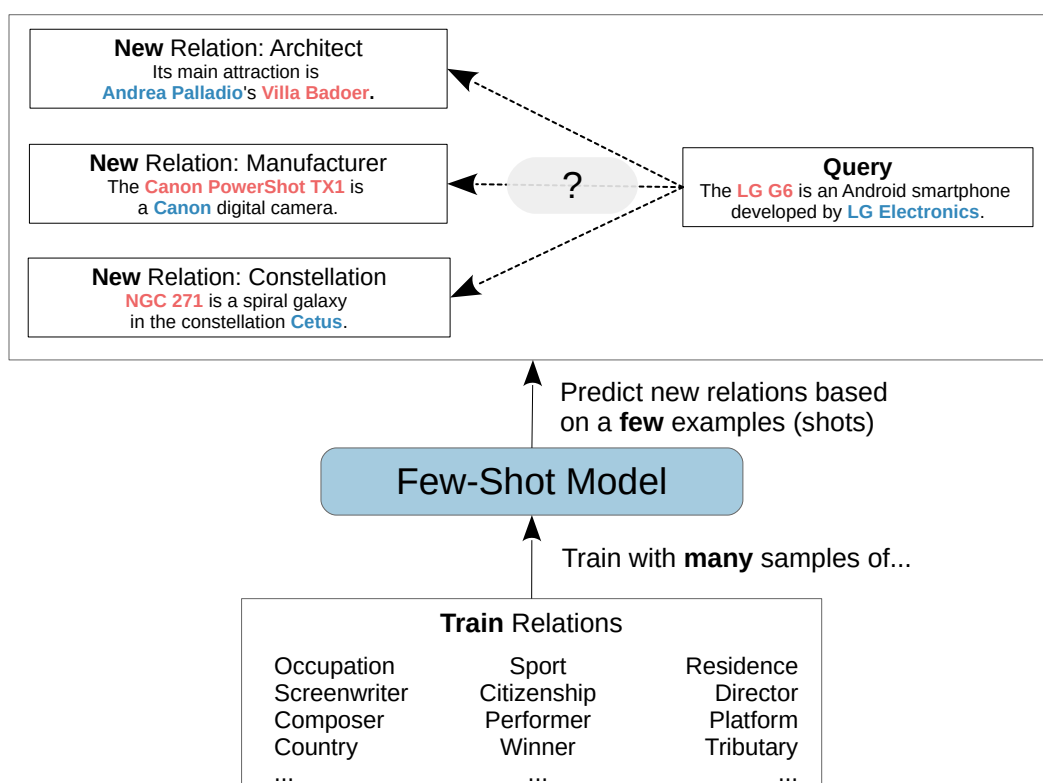 New Relation: Architect
Its main attraction is
Andrea Palladio's Villa Badoer.
New Relation: Manufacturer
The Canon PowerShot TX1 is
a Canon digital camera.
New Relation: Constellation
NGC 271 is a spiral galaxy
in the constellation Cetus.
?
Query
The LG G6 is an Android smartphone
developed by LG Electronics.
Predict new relations based
on a few examples (shots)
Few-Shot Model
Train with many samples of...
Train Relations
Occupation Sport Residence
Screenwriter Citizenship Director
Composer Performer Platform
Country Winner Tributary
... ... ...